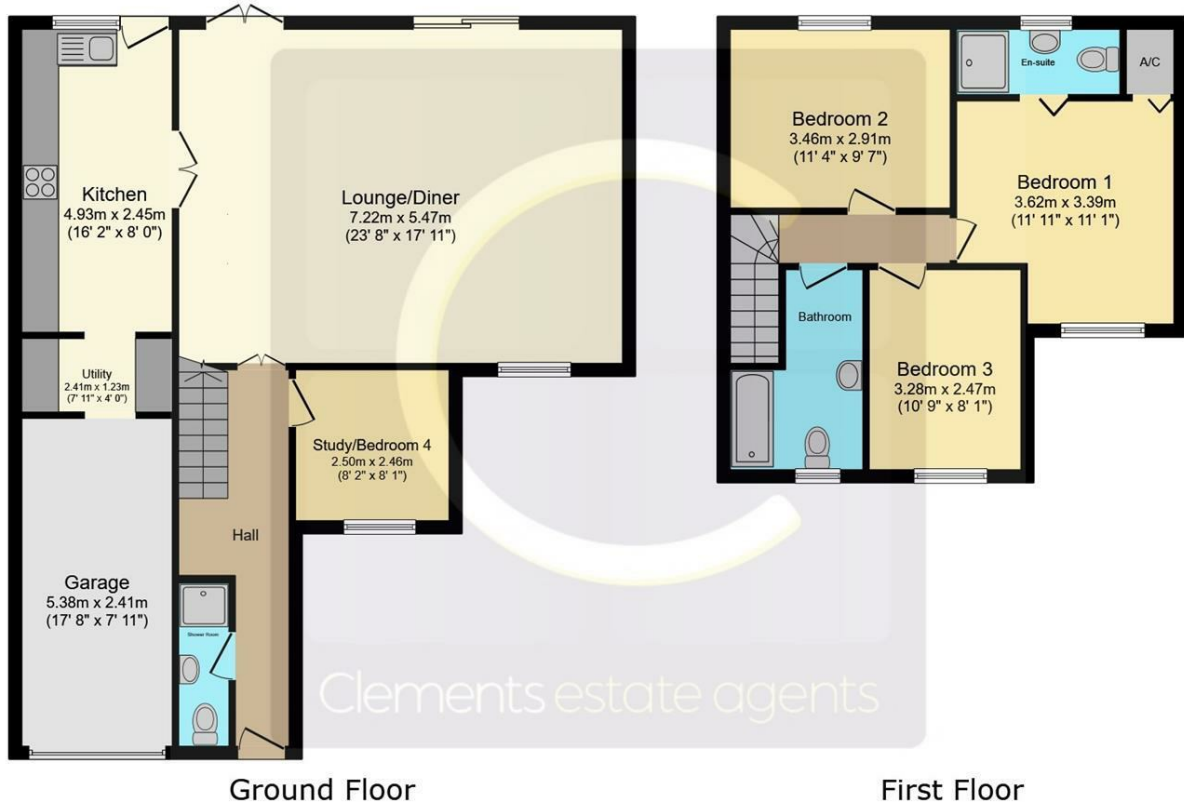 Kitchen
4.93m x 2.45m
(16' 2" x 8' 0")
Lounge/Diner
7.22m x 5.47m
(23' 8" x 17' 11")
Utility
2.41m x 1.23m
(7' 11" x 4' 0")
Study/Bedroom 4
2.50m x 2.46m
(8' 2" x 8' 1")
Hall
Garage
5.38m x 2.41m
(17' 8" x 7' 11")
Shower Room
Ground Floor
Bedroom 2
3.46m x 2.91m
(11' 4" x 9' 7")
En-suite
A/C
Bedroom 1
3.62m x 3.39m
(11' 11" x 11' 1")
Bathroom
Bedroom 3
3.28m x 2.47m
(10' 9" x 8' 1")
First Floor
Clements estate agents